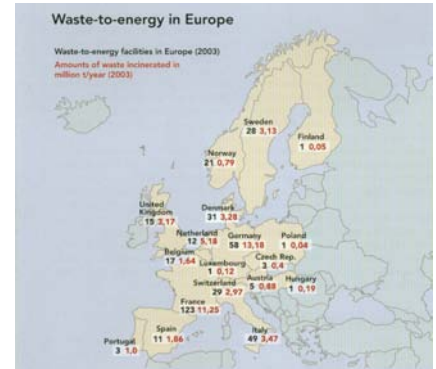 Waste-to-energy in Europe
Waste-to-energy facilities in Europe (2003)
Amounts of waste incinerated in
million t/year (2003)
Sweden
28 3,13
Finland
1 0,05
Norway
21 0,79
United
Kingdom
15 3,17
Denmark
31 3,28
Netherland
12 5,18
Germany
58 13,18
Poland
1 0,04
Belgium
17 1,64
Czech Rep.
3 0,4
Luxembourg
1 0,12
Austria
5 0,88
Hungary
1 0,19
Switzerland
29 2,97
France
123 11,25
Spain
11 1,86
Italy
49 3,47
Portugal
3 1,0